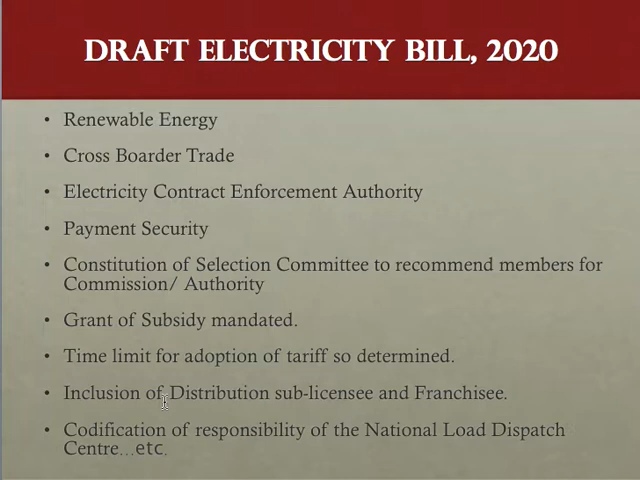 DRAFT ELECTRICITY BILL, 2020
• Renewable Energy
• Cross Boarder Trade
• Electricity Contract Enforcement Authority
• Payment Security
• Constitution of Selection Committee to recommend members for
Commission/ Authority
• Grant of Subsidy mandated.
• Time limit for adoption of tariff so determined.
• Inclusion of Distribution sub-licensee and Franchisee.
• Codification of responsibility of the National Load Dispatch
Centre...etc.